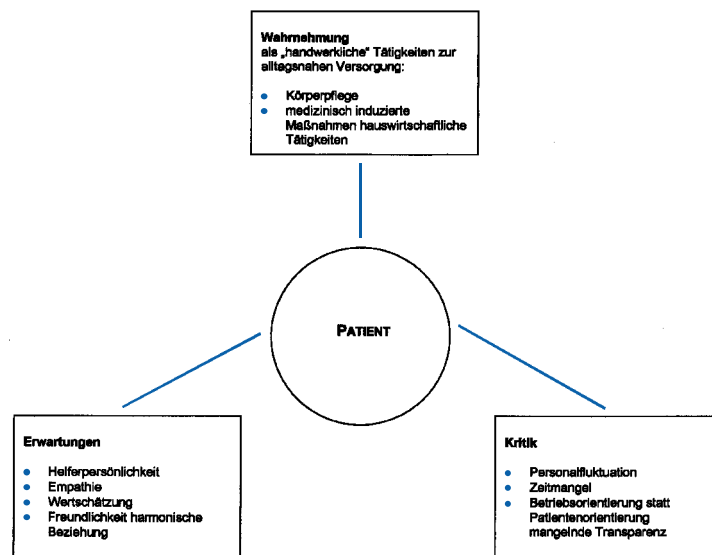 Wahrnehmung
als „handwerkliche“ Tätigkeiten zur
alltagsnahen Versorgung:
• Körperpflege
• medizinisch induzierte
Maßnahmen hauswirtschaftliche
Tätigkeiten
PATIENT
Erwartungen
• Helferpersönlichkeit
• Empathie
• Wertschätzung
• Freundlichkeit harmonische
Beziehung
Kritik
• Personalfluktuation
• Zeitmangel
• Betriebsorientierung statt
Patientenorientierung
mangelnde Transparenz